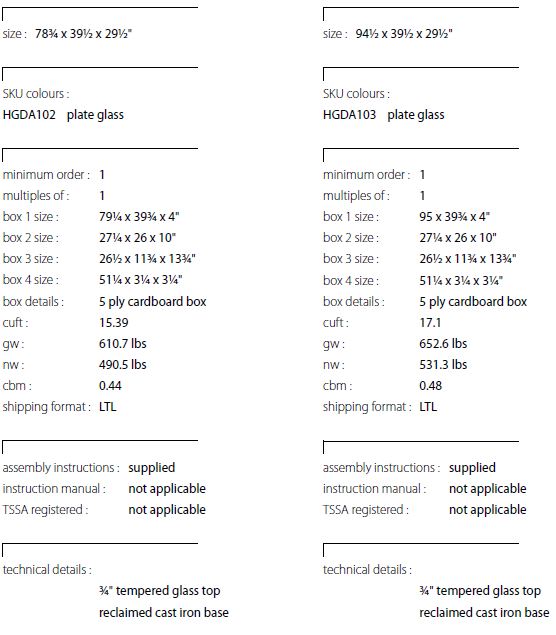 size : 78¾ x 39½ x 29½"
SKU colours :
HGDA102 plate glass
minimum order : 1
multiples of : 1
box 1 size : 79¼ x 39¾ x 4"
box 2 size : 27¼ x 26 x 10"
box 3 size : 26½ x 11¾ x 13¾"
box 4 size : 51¼ x 3¼ x 3¼"
box details : 5 ply cardboard box
cuft : 15.39
gw : 610.7 lbs
nw : 490.5 lbs
cbm : 0.44
shipping format : LTL
assembly instructions : supplied
instruction manual : not applicable
TSSA registered : not applicable
technical details :
¾" tempered glass top
reclaimed cast iron base
size : 94½ x 39½ x 29½"
SKU colours :
HGDA103 plate glass
minimum order : 1
multiples of : 1
box 1 size : 95 x 39¾ x 4"
box 2 size : 27¼ x 26 x 10"
box 3 size : 26½ x 11¾ x 13¾"
box 4 size : 51¼ x 3¼ x 3¼"
box details : 5 ply cardboard box
cuft : 17.1
gw : 652.6 lbs
nw : 531.3 lbs
cbm : 0.48
shipping format : LTL
assembly instructions : supplied
instruction manual : not applicable
TSSA registered : not applicable
technical details :
¾" tempered glass top
reclaimed cast iron base